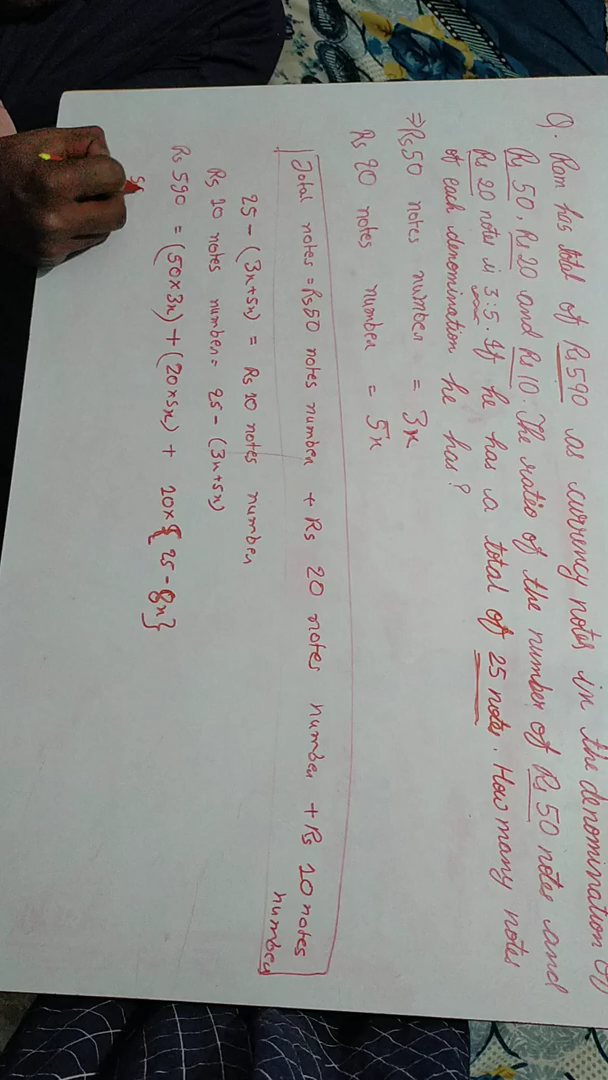 Q. Ram has total of Rs 590 as currency notes in the denomination of
Rs 50, Rs 20 and Rs 10. The ratio of the number of Rs 50 notes and
Rs 20 notes is 3:5. If he has a total of 25 notes. How many notes
of each denomination he has?
⇒Rs 50 notes number = 3x
Rs 20 notes number = 5x
Total notes = Rs 50 notes number + Rs 20 notes number + Rs 10 notes
number
25 - (3x+5x) = Rs 10 notes number
Rs 10 notes number = 25 - (3x+5x)
Rs 590 = (50×3x) + (20×5x) + 10×{25-8x}